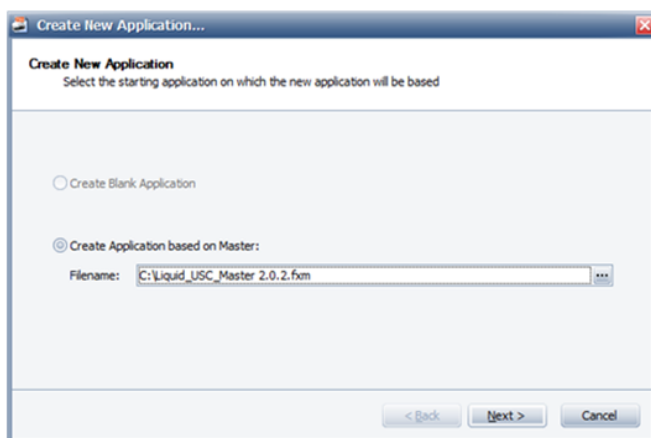 Create New Application...
Create New Application
Select the starting application on which the new application will be based
Create Blank Application
Create Application based on Master:
Filename: C:\Liquid_USC_Master 2.0.2.fxm ...
< Back Next > Cancel